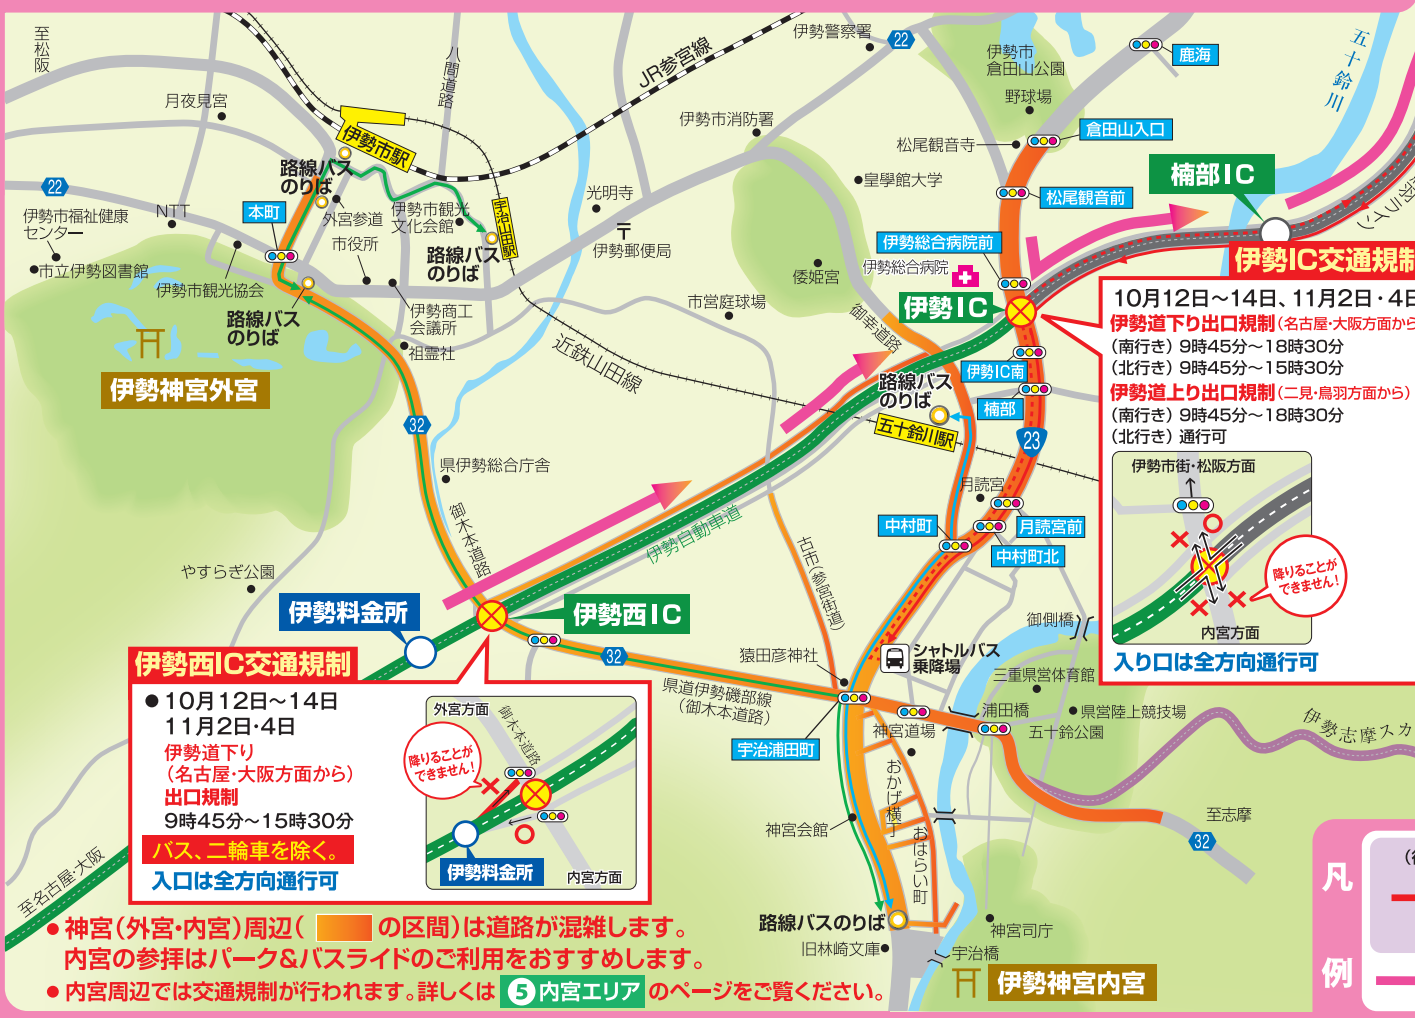 至松阪
月夜見宮
八間道路
JR参宮線
伊勢警察署
22
伊勢市
倉田山公園
野球場
鹿海
五十鈴川
伊勢市消防署
松尾観音寺
倉田山入口
皇學館大学
松尾観音前
楠部IC
伊勢市駅
路線バス
のりば
22
伊勢市福祉健康
センター
NTT
本町
外宮参道
伊勢市観光
文化会館
宇治山田駅
光明寺
〒
伊勢郵便局
市役所
路線バス
のりば
市立伊勢図書館
伊勢市観光協会
伊勢商工
会議所
路線バス
のりば
祖霊社
伊勢神宮外宮
近鉄山田線
市営庭球場
倭姫宮
伊勢総合病院前
伊勢総合病院
伊勢IC
御幸道路
伊勢IC南
楠部
路線バス
のりば
五十鈴川駅
23
伊勢IC交通規制
10月12日～14日、11月2日・4日
伊勢道下り出口規制(名古屋・大阪方面から
(南行き) 9時45分～18時30分
(北行き) 9時45分～15時30分
伊勢道上り出口規制(二見・鳥羽方面から)
(南行き) 9時45分～18時30分
(北行き) 通行可
伊勢市街・松阪方面
降りることが
できません!
内宮方面
入り口は全方向通行可
32
県伊勢総合庁舎
御木本道路
伊勢自動車道
古市(参宮街道)
月読宮
中村町
月読宮前
中村町北
やすらぎ公園
伊勢料金所
伊勢西IC
32
県道伊勢磯部線
(御木本道路)
猿田彦神社
シャトルバス
乗降場
御側橋
三重県営体育館
浦田橋
県営陸上競技場
五十鈴公園
神宮道場
宇治浦田町
伊勢志摩スカ
至志摩
32
おかげ横丁
おはらい町
神宮会館
路線バスのりば
旧林崎文庫
神宮司庁
宇治橋
伊勢神宮内宮
伊勢西IC交通規制
●10月12日～14日
11月2日・4日
伊勢道下り
(名古屋・大阪方面から)
出口規制
9時45分～15時30分
バス、二輪車を除く。
入口は全方向通行可
外宮方面
御木本道路
降りることが
できません!
伊勢料金所
内宮方面
至名古屋・大阪
●神宮(外宮・内宮)周辺( の区間)は道路が混雑します。
内宮の参拝はパーク&バスライドのご利用をおすすめします。
●内宮周辺では交通規制が行われます。詳しくは 5内宮エリア のページをご覧ください。
凡例